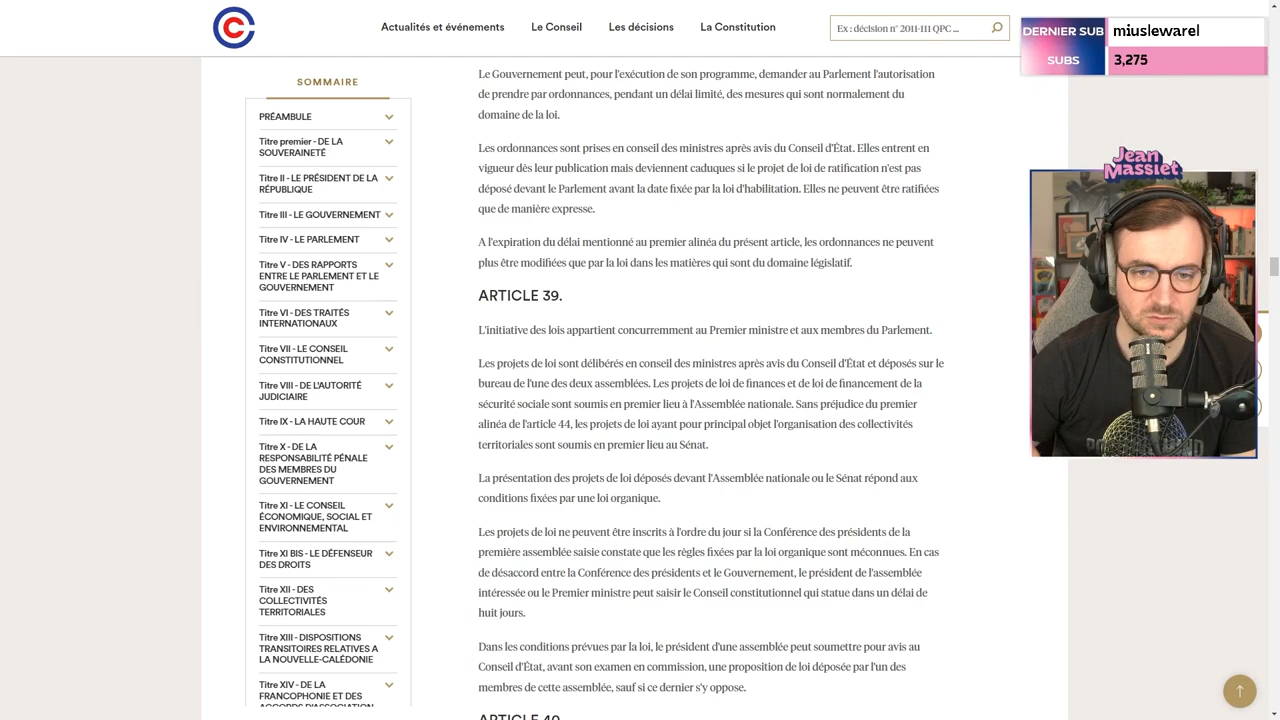 Actualités et événements
Le Conseil
Les décisions
La Constitution
Ex : décision n° 2011-111 QPC ...
DERNIER SUB
miuslewarel
SUBS
3,275
Jean
Massiet
SOMMAIRE
PRÉAMBULE
Titre premier - DE LA
SOUVERAINETÉ
Titre II - LE PRÉSIDENT DE LA
RÉPUBLIQUE
Titre III - LE GOUVERNEMENT
Titre IV - LE PARLEMENT
Titre V - DES RAPPORTS
ENTRE LE PARLEMENT ET LE
GOUVERNEMENT
Titre VI - DES TRAITÉS
INTERNATIONAUX
Titre VII - LE CONSEIL
CONSTITUTIONNEL
Titre VIII - DE L'AUTORITÉ
JUDICIAIRE
Titre IX - LA HAUTE COUR
Titre X - DE LA
RESPONSABILITÉ PÉNALE
DES MEMBRES DU
GOUVERNEMENT
Titre XI - LE CONSEIL
ÉCONOMIQUE, SOCIAL ET
ENVIRONNEMENTAL
Titre XI BIS - LE DÉFENSEUR
DES DROITS
Titre XII - DES
COLLECTIVITÉS
TERRITORIALES
Titre XIII - DISPOSITIONS
TRANSITOIRES RELATIVES A
LA NOUVELLE-CALÉDONIE
Titre XIV - DE LA
FRANCOPHONIE ET DES
ACCORDS D'ASSOCIATION
Le Gouvernement peut, pour l'exécution de son programme, demander au Parlement l'autorisation
de prendre par ordonnances, pendant un délai limité, des mesures qui sont normalement du
domaine de la loi.
Les ordonnances sont prises en conseil des ministres après avis du Conseil d'État. Elles entrent en
vigueur dès leur publication mais deviennent caduques si le projet de loi de ratification n'est pas
déposé devant le Parlement avant la date fixée par la loi d'habilitation. Elles ne peuvent être ratifiées
que de manière expresse.
A l'expiration du délai mentionné au premier alinéa du présent article, les ordonnances ne peuvent
plus être modifiées que par la loi dans les matières qui sont du domaine législatif.
ARTICLE 39.
L'initiative des lois appartient concurremment au Premier ministre et aux membres du Parlement.
Les projets de loi sont délibérés en conseil des ministres après avis du Conseil d'État et déposés sur le
bureau de l'une des deux assemblées. Les projets de loi de finances et de loi de financement de la
sécurité sociale sont soumis en premier lieu à l'Assemblée nationale. Sans préjudice du premier
alinéa de l'article 44, les projets de loi ayant pour principal objet l'organisation des collectivités
territoriales sont soumis en premier lieu au Sénat.
La présentation des projets de loi déposés devant l'Assemblée nationale ou le Sénat répond aux
conditions fixées par une loi organique.
Les projets de loi ne peuvent être inscrits à l'ordre du jour si la Conférence des présidents de la
première assemblée saisie constate que les règles fixées par la loi organique sont méconnues. En cas
de désaccord entre la Conférence des présidents et le Gouvernement, le président de l'assemblée
intéressée ou le Premier ministre peut saisir le Conseil constitutionnel qui statue dans un délai de
huit jours.
Dans les conditions prévues par la loi, le président d'une assemblée peut soumettre pour avis au
Conseil d'État, avant son examen en commission, une proposition de loi déposée par l'un des
membres de cette assemblée, sauf si ce dernier s'y oppose.
ARTICLE 40.